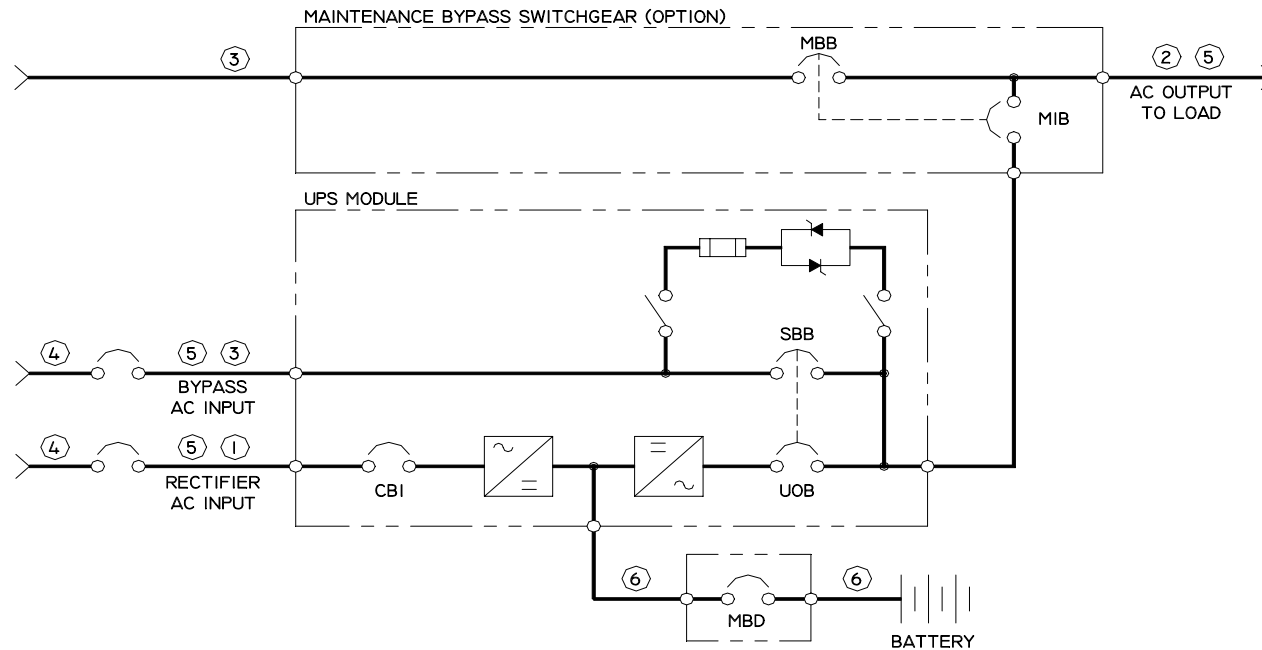 MAINTENANCE BYPASS SWITCHGEAR (OPTION)
MBB
3
2 5
AC OUTPUT
TO LOAD
MIB
UPS MODULE
SBB
4
5 3
BYPASS
AC INPUT
4
5 1
RECTIFIER
AC INPUT
CB1
UOB
6
6
MBD
BATTERY